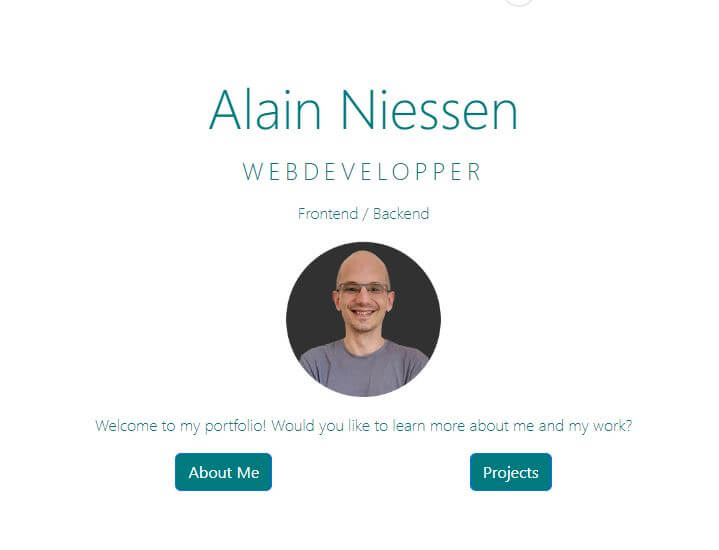 Alain Niessen
WEBDEVELOPPER
Frontend / Backend
Welcome to my portfolio! Would you like to learn more about me and my work?
About Me
Projects